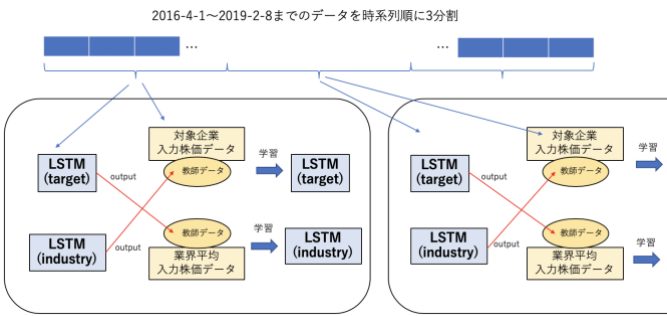 2016-4-1～2019-2-8までのデータを時系列順に3分割
…
…
対象企業
入力株価データ
教師データ
学習
LSTM
(target)
output
LSTM
(target)
LSTM
(industry)
output
教師データ
業界平均
入力株価データ
学習
LSTM
(industry)
対象企業
入力株価データ
教師データ
学習
LSTM
(target)
output
LSTM
(industry)
output
教師データ
業界平均
入力株価データ
学習